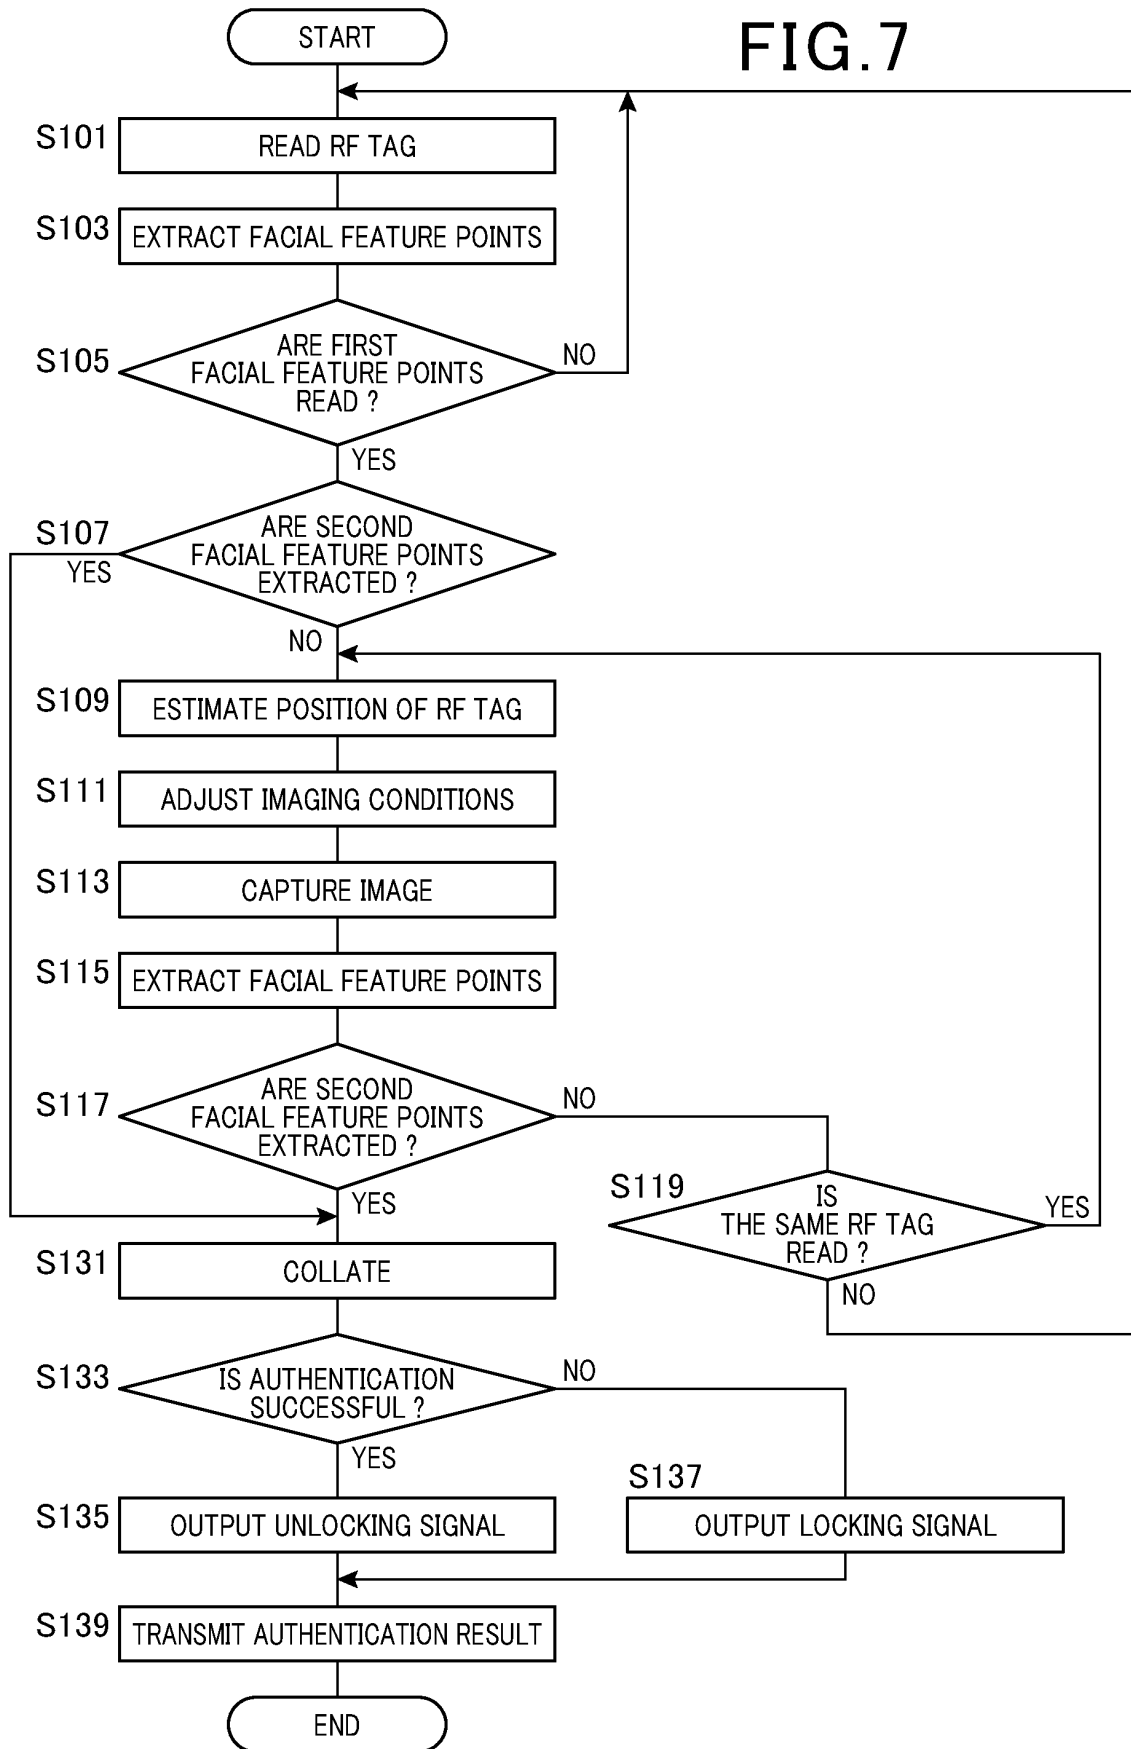 START
FIG.7
S101
READ RF TAG
S103
EXTRACT FACIAL FEATURE POINTS
S105
ARE FIRST
FACIAL FEATURE POINTS
READ ?
NO
YES
S107
ARE SECOND
FACIAL FEATURE POINTS
EXTRACTED ?
YES
NO
S109
ESTIMATE POSITION OF RF TAG
S111
ADJUST IMAGING CONDITIONS
S113
CAPTURE IMAGE
S115
EXTRACT FACIAL FEATURE POINTS
S117
ARE SECOND
FACIAL FEATURE POINTS
EXTRACTED ?
NO
YES
S119
IS
THE SAME RF TAG
READ ?
YES
NO
S131
COLLATE
S133
IS AUTHENTICATION
SUCCESSFUL ?
NO
YES
S135
OUTPUT UNLOCKING SIGNAL
S137
OUTPUT LOCKING SIGNAL
S139
TRANSMIT AUTHENTICATION RESULT
END